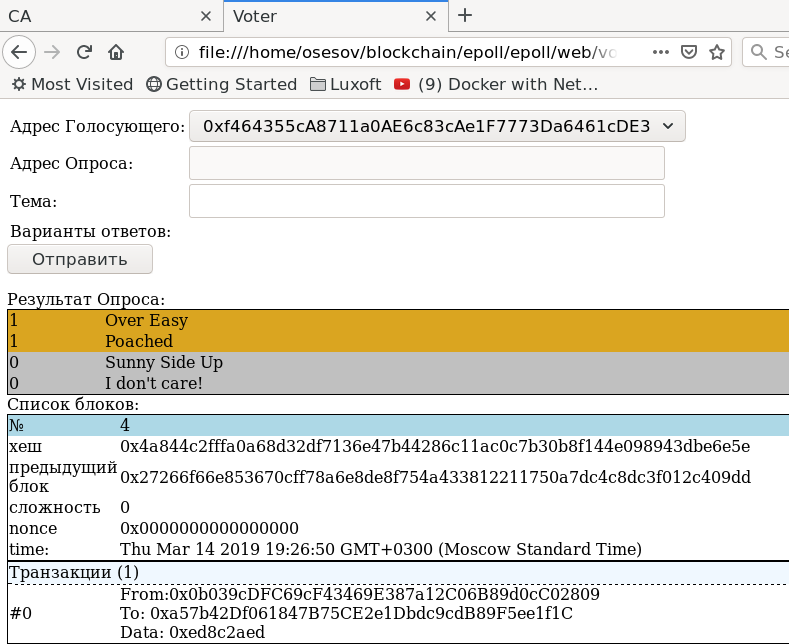 CA
Voter
file:///home/osesov/blockchain/epoll/epoll/web/vo
Most Visited Getting Started Luxoft (9) Docker with Net…
Адрес Голосующего: 0xf464355cA8711a0AE6c83cAe1F7773Da6461cDE3
Адрес Опроса:
Тема:
Варианты ответов:
Отправить
Результат Опроса:
1 Over Easy
1 Poached
0 Sunny Side Up
0 I don't care!
Список блоков:
№ 4
хеш 0x4a844c2fffa0a68d32df7136e47b44286c11ac0c7b30b8f144e098943dbe6e5e
предыдущий
блок 0x27266f66e853670cff78a6e8de8f754a433812211750a7dc4c8dc3f012c409dd
сложность 0
nonce 0x0000000000000000
time: Thu Mar 14 2019 19:26:50 GMT+0300 (Moscow Standard Time)
Транзакции (1)
From:0x0b039cDFC69cF43469E387a12C06B89d0cC02809
#0 To: 0xa57b42Df061847B75CE2e1Dbdc9cdB89F5ee1f1C
Data: 0xed8c2aed